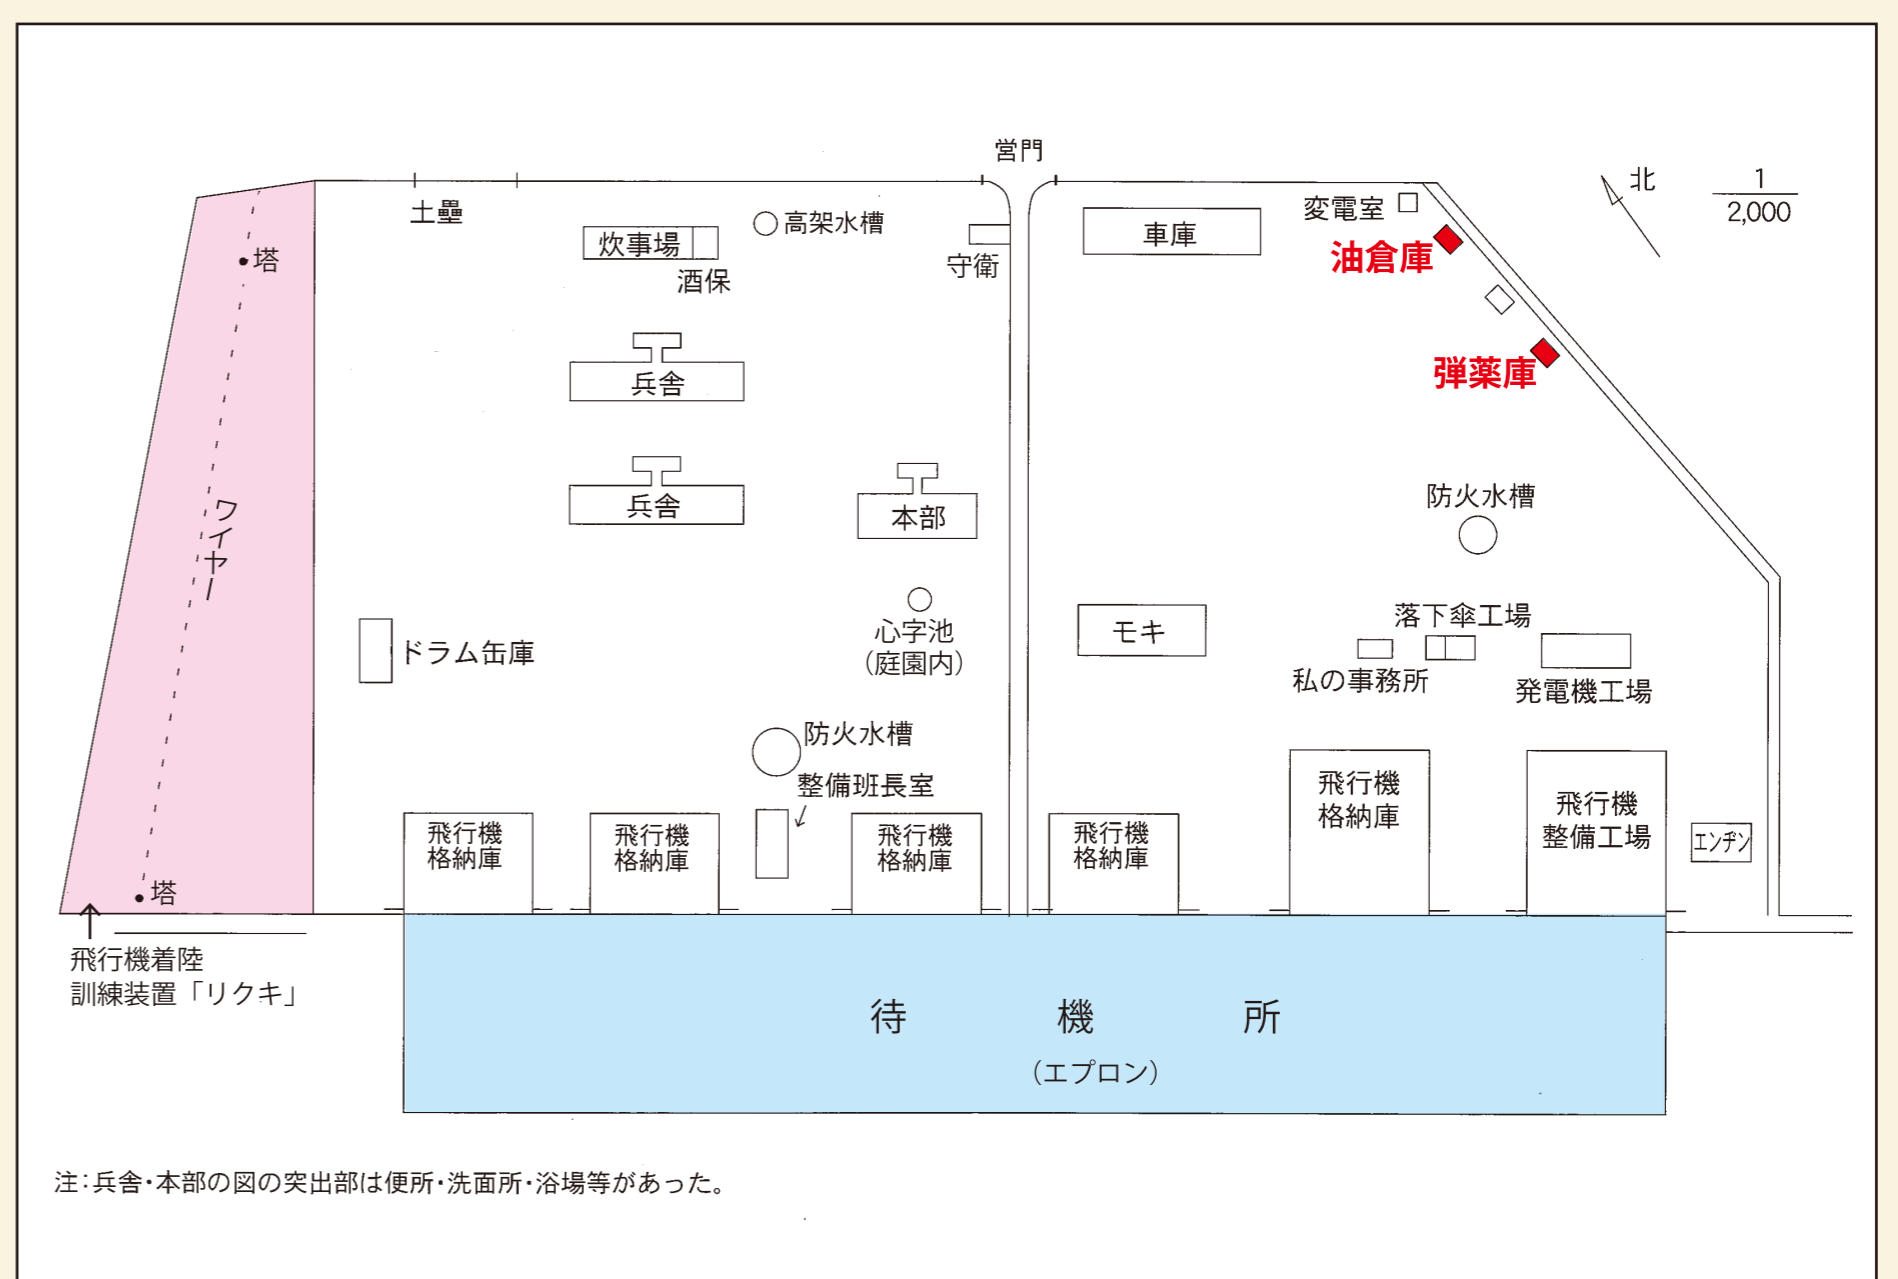 営門
北
1
2,000
土壘
高架水槽
炊事場
酒保
守衛
車庫
変電室
油倉庫
塔
弾薬庫
兵舎
兵舎
本部
ワイヤー
防火水槽
心字池
(庭園内)
モキ
落下傘工場
私の事務所
発電機工場
ドラム缶庫
防火水槽
整備班長室
飛行機
格納庫
飛行機
格納庫
飛行機
格納庫
飛行機
格納庫
飛行機
格納庫
飛行機
整備工場
エンヂン
塔
飛行機着陸
訓練装置「リクキ」
待機所
(エプロン)
注:兵舎・本部の図の突出部は便所・洗面所・浴場等があった。